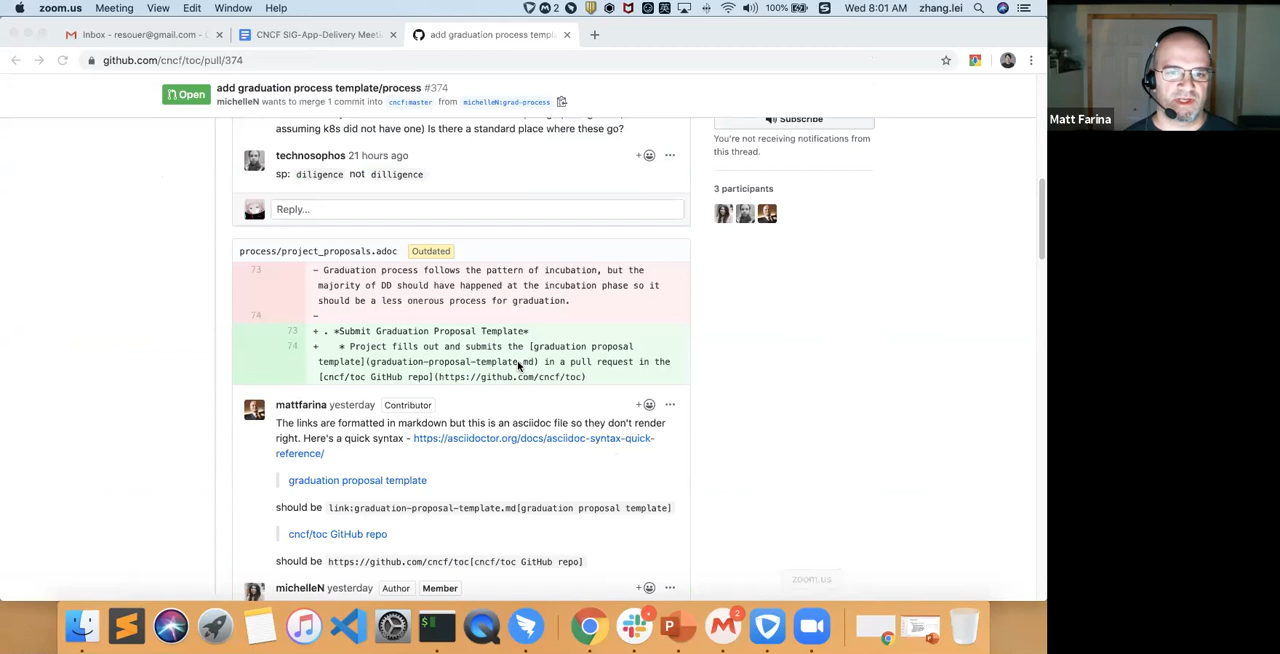 zoom.us Meeting View Edit Window Help
2
100%
Wed 8:01 AM zhang.lei
Inbox - resouer@gmail.com -
CNCF SIG-App-Delivery Meeti
add graduation process templ
github.com/cncf/toc/pull/374
Open
add graduation process template/process #374
michelleN wants to merge 1 commit into cncf:master from michelleN:grad-process
assuming k8s did not have one) Is there a standard place where these go?
technosophos 21 hours ago
sp: diligence not dilligence
Reply...
process/project_proposals.adoc Outdated
73 - Graduation process follows the pattern of incubation, but the
majority of DD should have happened at the incubation phase so it
should be a less onerous process for graduation.
74 -
73 + . *Submit Graduation Proposal Template*
74 + * Project fills out and submits the [graduation proposal
template](graduation-proposal-template.md) in a pull request in the
[cncf/toc GitHub repo](https://github.com/cncf/toc)
mattfarina yesterday Contributor
The links are formatted in markdown but this is an asciidoc file so they don't render
right. Here's a quick syntax - https://asciidoctor.org/docs/asciidoc-syntax-quick-
reference/
graduation proposal template
should be link:graduation-proposal-template.md[graduation proposal template]
cncf/toc GitHub repo
should be https://github.com/cncf/toc[cncf/toc GitHub repo]
michelleN yesterday Author Member
Subscribe
You're not receiving notifications from
this thread.
3 participants
zoom.us
2
Matt Farina